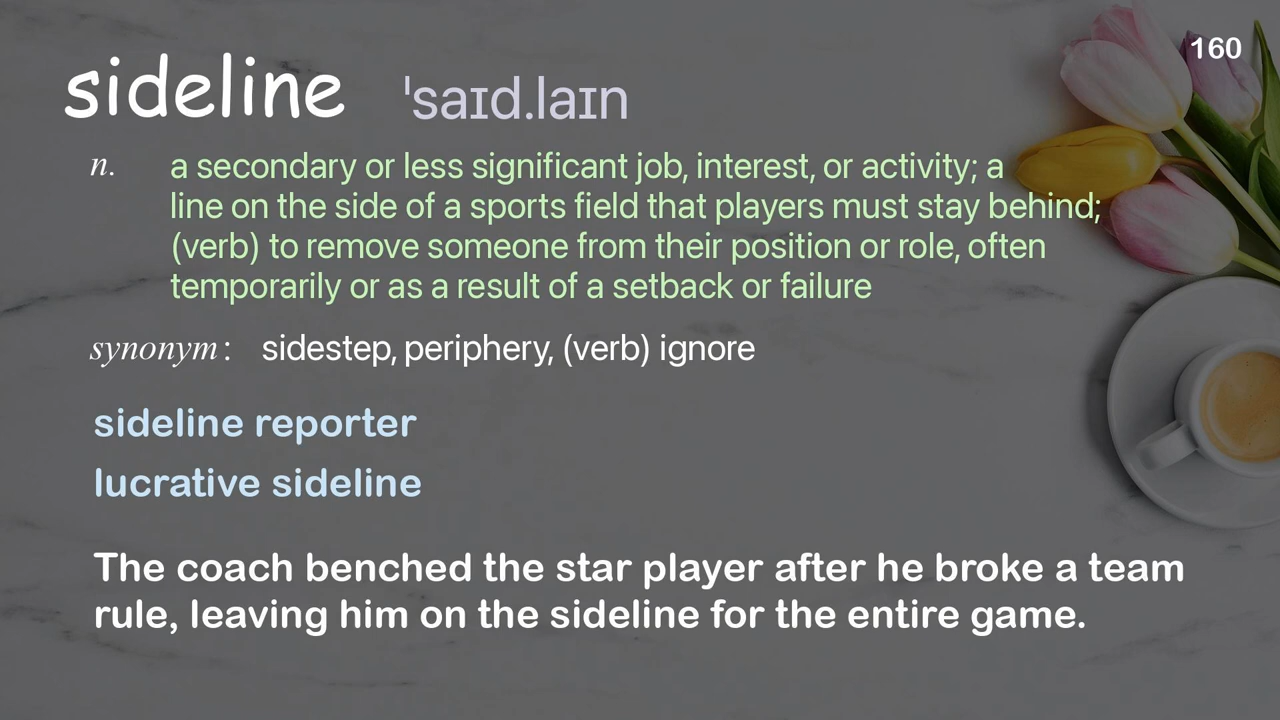 160
sideline ˈsaɪd.laɪn
n. a secondary or less significant job, interest, or activity; a
line on the side of a sports field that players must stay behind;
(verb) to remove someone from their position or role, often
temporarily or as a result of a setback or failure
synonym : sidestep, periphery, (verb) ignore
sideline reporter
lucrative sideline
The coach benched the star player after he broke a team
rule, leaving him on the sideline for the entire game.